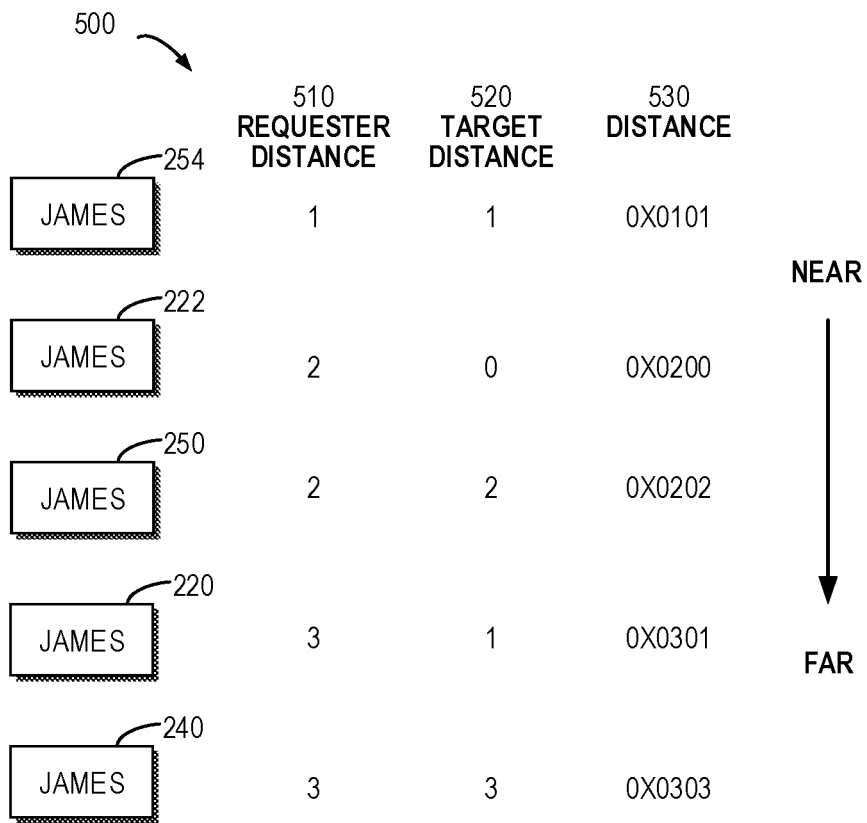 500
510 520 530
REQUESTER TARGET DISTANCE
DISTANCE DISTANCE
254
JAMES 1 1 0X0101
NEAR
222
JAMES 2 0 0X0200
250
JAMES 2 2 0X0202
220
JAMES 3 1 0X0301
FAR
240
JAMES 3 3 0X0303